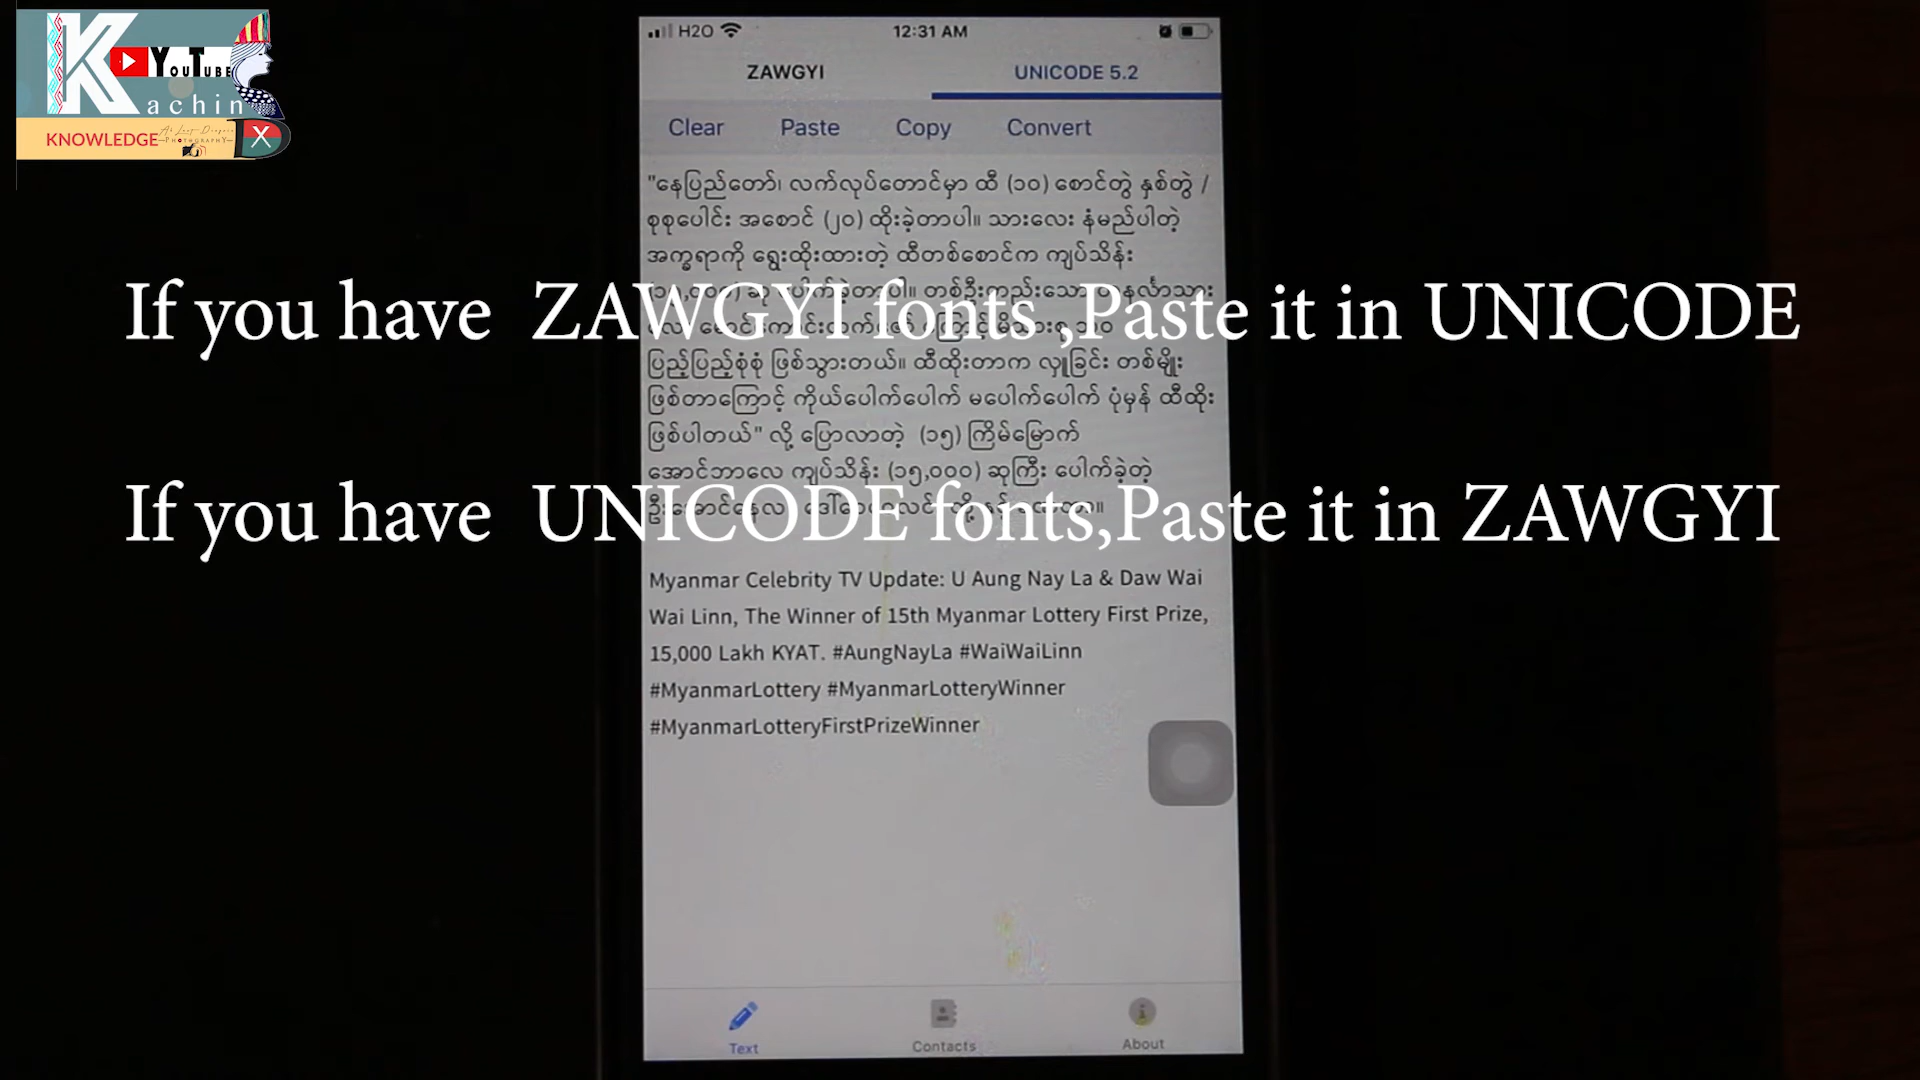 K YouTube
achin
KNOWLEDGE
PHOTOGRAPHY
DX
H2O 12:31 AM
ZAWGYI UNICODE 5.2
Clear Paste Copy Convert
"နေပြည်တော်၊ လက်လုပ်တောင်မှာ ထီ (၁၀) စောင်တွဲ နှစ်တွဲ /
စုစုပေါင်း အစောင် (၂၀) ထိုးခဲ့တာပါ။ သားလေး နံမည်ပါတဲ့
အက္ခရာကို ရွေးထိုးထားတဲ့ ထီတစ်စောင်က ကျပ်သိန်း
If you have ZAWGYI fonts ,Paste it in UNICODE
ပြည့်ပြည့်စုံစုံ ဖြစ်သွားတယ်။ ထီထိုးတာက လှူခြင်း တစ်မျိုး
ဖြစ်တာကြောင့် ကိုယ်ပေါက်ပေါက် မပေါက်ပေါက် ပုံမှန် ထီထိုး
ဖြစ်ပါတယ်" လို့ ပြောလာတဲ့ (၁၅) ကြိမ်မြောက်
အောင်ဘာလေ ကျပ်သိန်း (၁၅,၀၀၀) ဆုကြီး ပေါက်ခဲ့တဲ့
If you have UNICODE fonts,Paste it in ZAWGYI
Myanmar Celebrity TV Update: U Aung Nay La & Daw Wai
Wai Linn, The Winner of 15th Myanmar Lottery First Prize,
15,000 Lakh KYAT. #AungNayLa #WaiWaiLinn
#MyanmarLottery #MyanmarLotteryWinner
#MyanmarLotteryFirstPrizeWinner
Text Contacts About